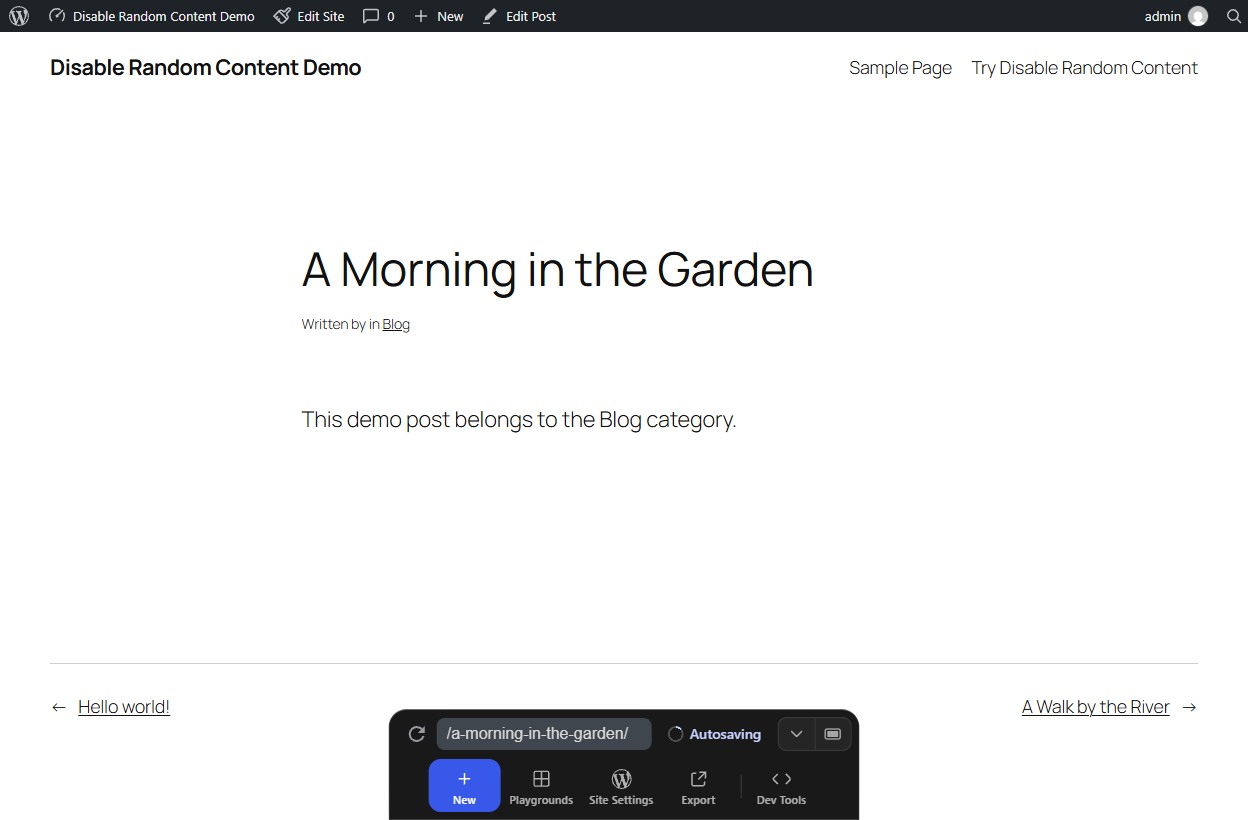 Disable Random Content Demo Edit Site 0 New Edit Post admin
Disable Random Content Demo Sample Page Try Disable Random Content
A Morning in the Garden
Written by in Blog
This demo post belongs to the Blog category.
← Hello world! A Walk by the River →
/a-morning-in-the-garden/ Autosaving
New Playgrounds Site Settings Export Dev Tools